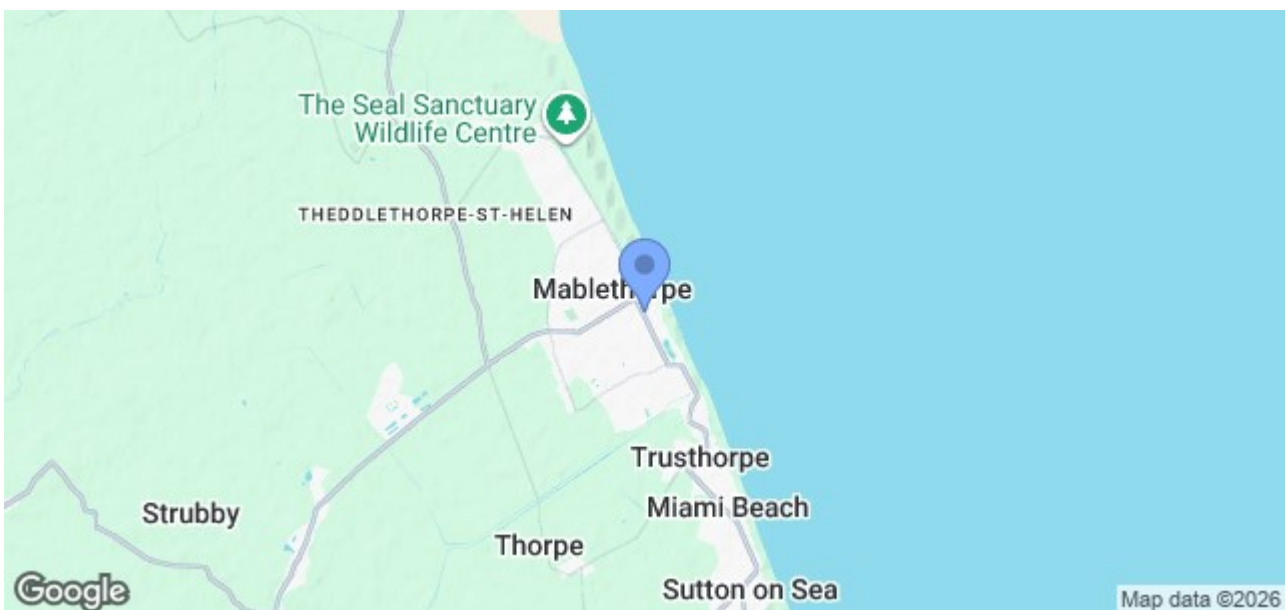 The Seal Sanctuary
Wildlife Centre
THEDDLETHORPE-ST-HELEN
Mablethorpe
Trusthorpe
Miami Beach
Strubby
Thorpe
Sutton on Sea
Google
Map data ©2026